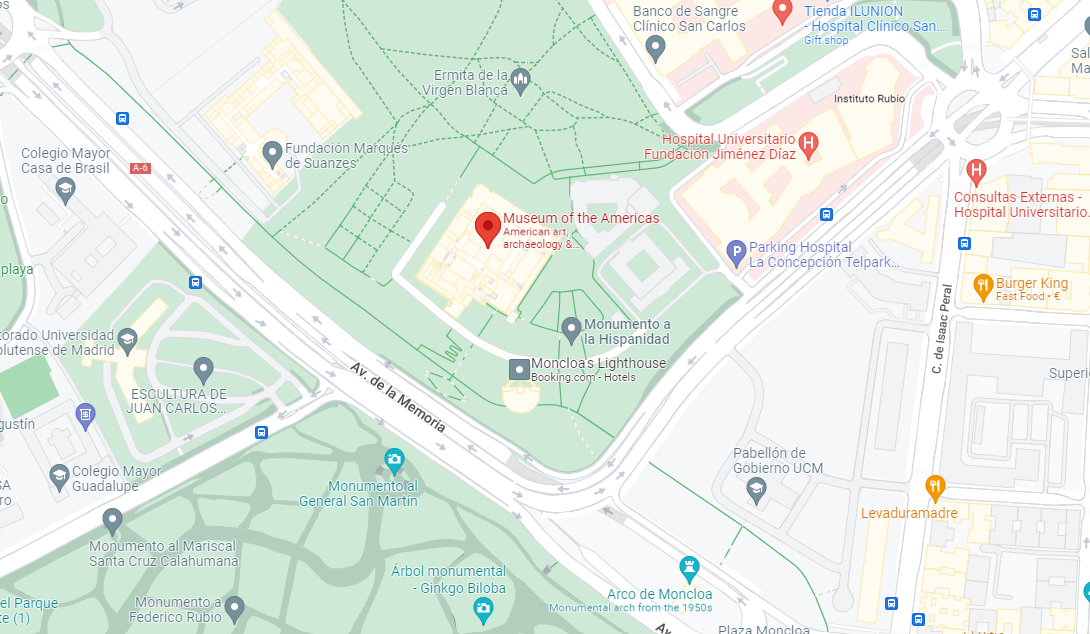 Banco de Sangre
Clínico San Carlos
Tienda ILUNION
- Hospital Clínico San...
Gift shop
Sal
Ma
Ermita de la
Virgen Blanca
Instituto Rubio
Fundación Marqués
de Suanzes
Hospital Universitario
Fundación Jiménez Díaz
H
Colegio Mayor
Casa de Brasil
A-6
H
Consultas Externas -
Hospital Universitario...
o
Museum of the Americas
American art,
archaeology &...
P
Parking Hospital
La Concepción Telpark...
playa
Burger King
Fast Food • €
C. de Isaac Peral
torado Universidad
plutense de Madrid
Monumento a
la Hispanidad
Moncloa's Lighthouse
Booking.com - Hotels
Superi
Av. de la Memoria
ESCULTURA DE
JUAN CARLOS...
gustín
Pabellón de
Gobierno UCM
Colegio Mayor
Guadalupe
SA
ro
Monumento al
General San Martín
Levaduramadre
Monumento al Mariscal
Santa Cruz Calahumana
Árbol monumental
- Ginkgo Biloba
Arco de Moncloa
Monumental arch from the 1950s
el Parque
te (1)
Monumento a
Federico Rubio
Av
Plaza Moncloa